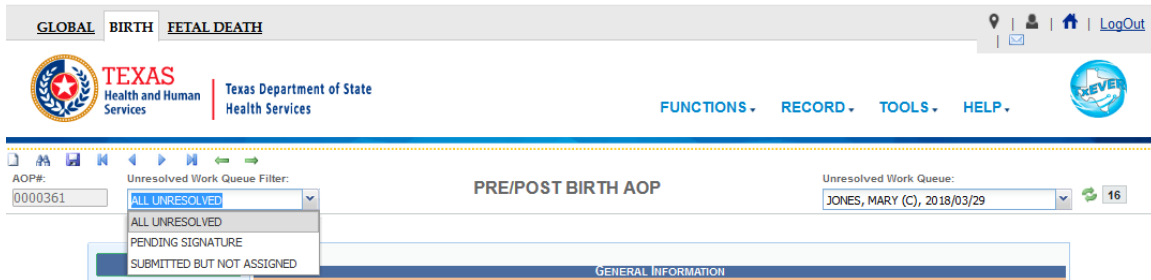 GLOBAL BIRTH FETAL DEATH
| | | LogOut
|
TEXAS
Health and Human
Services
Texas Department of State
Health Services
FUNCTIONS RECORD TOOLS HELP
TxEVER
AOP#: Unresolved Work Queue Filter: PRE/POST BIRTH AOP Unresolved Work Queue:
0000361 ALL UNRESOLVED JONES, MARY (C), 2018/03/29 16
ALL UNRESOLVED
PENDING SIGNATURE
SUBMITTED BUT NOT ASSIGNED
GENERAL INFORMATION